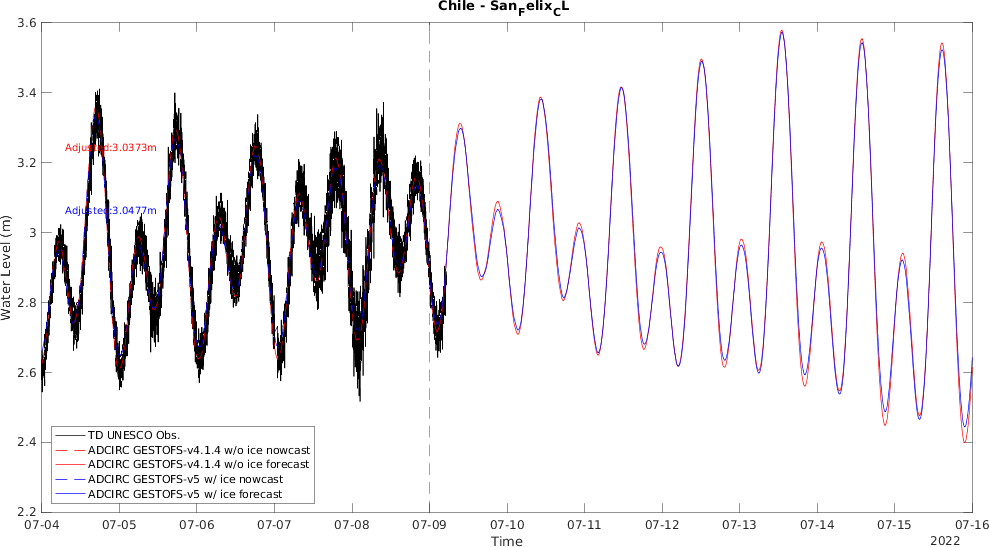 Chile - SanFelixCL
3.6
3.4
3.2
3
2.8
2.6
2.4
2.2
Water Level (m)
Adjusted:3.0373m
Adjusted:3.0477m
TD UNESCO Obs.
ADCIRC GESTOFS-v4.1.4 w/o ice nowcast
ADCIRC GESTOFS-v4.1.4 w/o ice forecast
ADCIRC GESTOFS-v5 w/ ice nowcast
ADCIRC GESTOFS-v5 w/ ice forecast
07-04 07-05 07-06 07-07 07-08 07-09 07-10 07-11 07-12 07-13 07-14 07-15 07-16
Time
2022